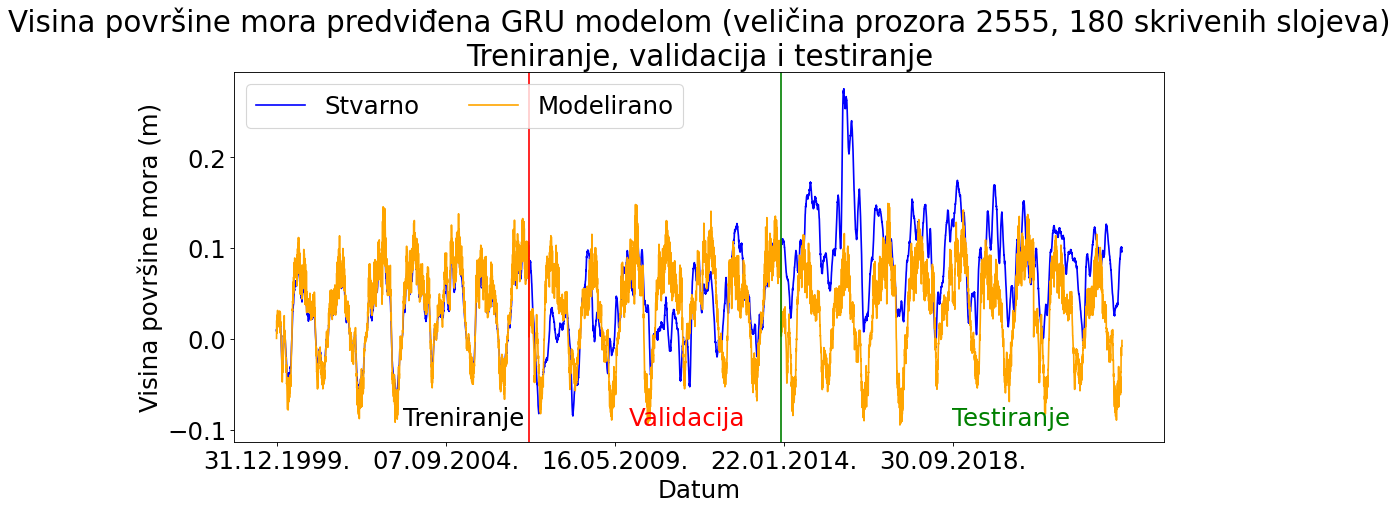 Visina površine mora predviđena GRU modelom (veličina prozora 2555, 180 skrivenih slojeva)
Treniranje, validacija i testiranje
Stvarno Modelirano
Visina površine mora (m)
0.2
0.1
0.0
−0.1
Treniranje Validacija Testiranje
31.12.1999. 07.09.2004. 16.05.2009. 22.01.2014. 30.09.2018.
Datum